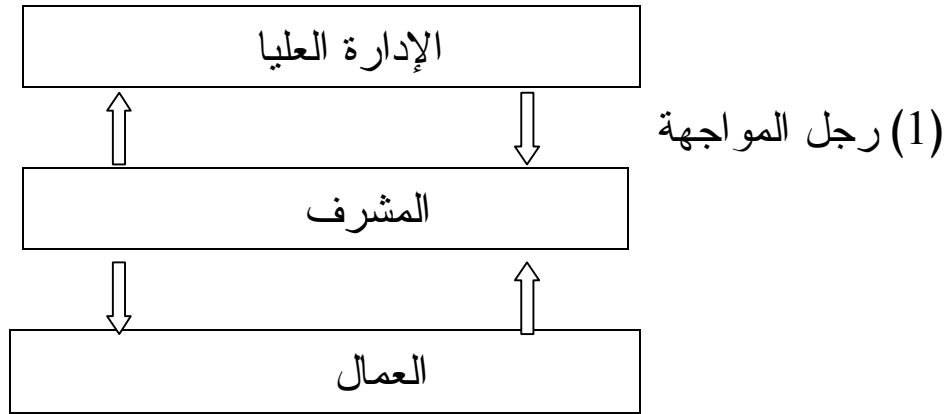 الإدارة العليا
(1) رجل المواجهة
المشرف
العمال